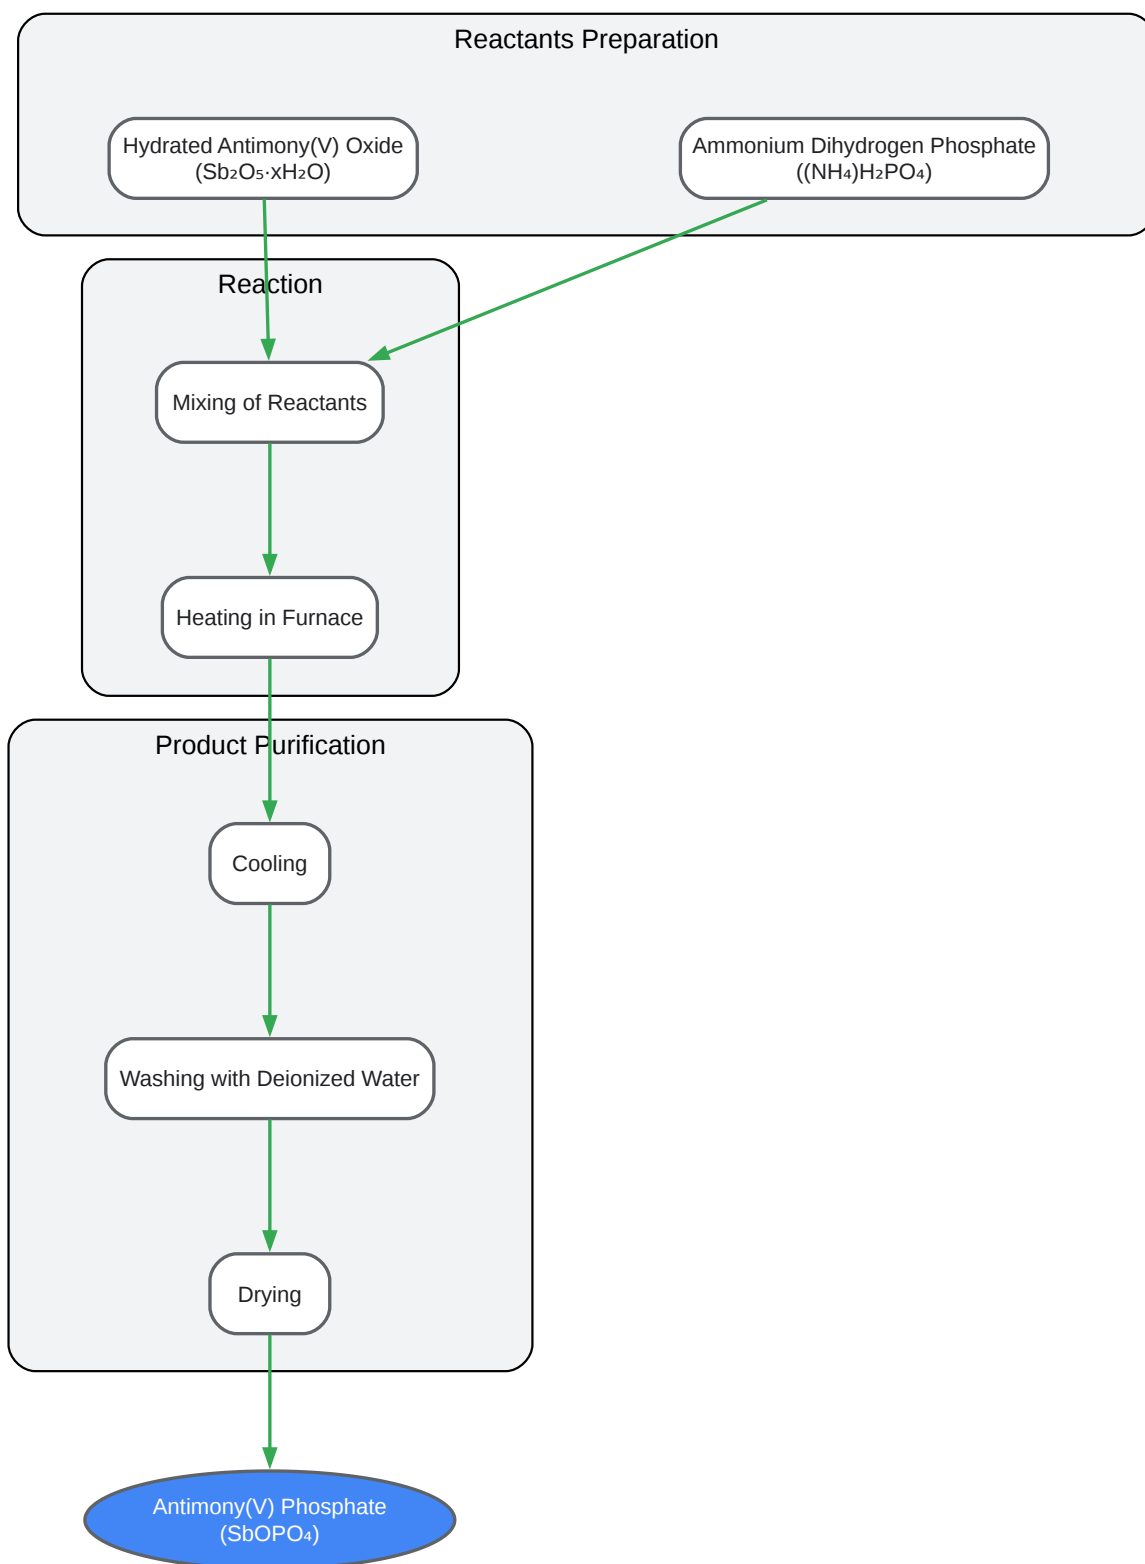 Reactants Preparation
Hydrated Antimony(V) Oxide
(Sb₂O₅·xH₂O)
Ammonium Dihydrogen Phosphate
((NH₄)H₂PO₄)
Reaction
Mixing of Reactants
Heating in Furnace
Product Purification
Cooling
Washing with Deionized Water
Drying
Antimony(V) Phosphate
(SbOPO₄)